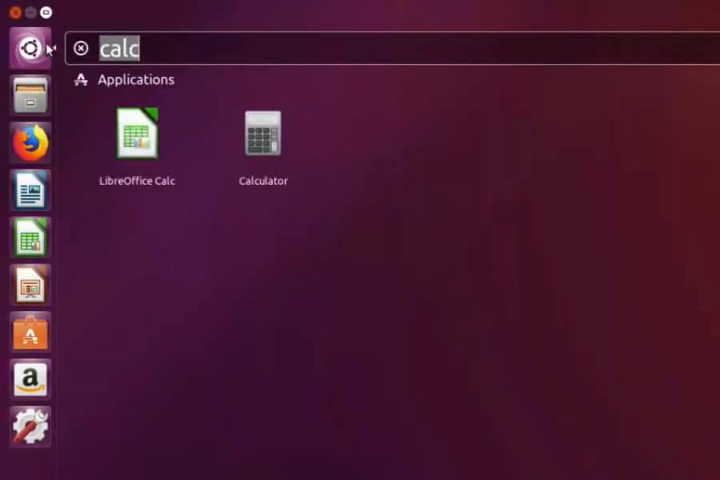 calc
Applications
LibreOffice Calc
Calculator
a